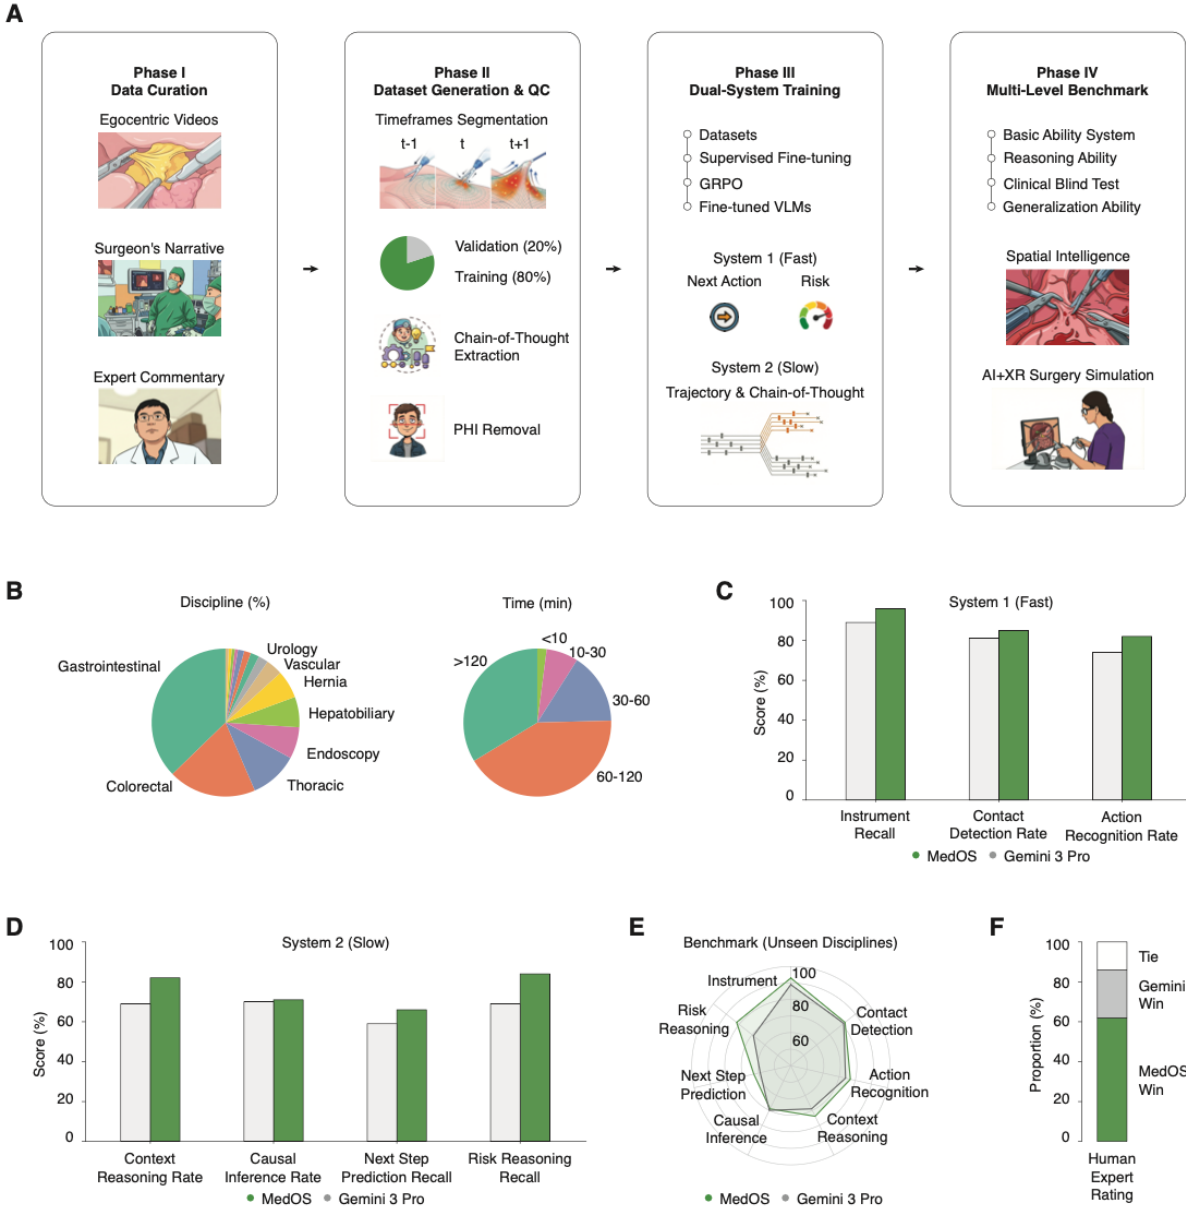 A
Phase I
Data Curation
Egocentric Videos
Surgeon's Narrative
Expert Commentary
Phase II
Dataset Generation & QC
Timeframes Segmentation
t-1
t
t+1
Validation (20%)
Training (80%)
Chain-of-Thought
Extraction
PHI Removal
Phase III
Dual-System Training
Datasets
Supervised Fine-tuning
GRPO
Fine-tuned VLMs
System 1 (Fast)
Next Action
Risk
System 2 (Slow)
Trajectory & Chain-of-Thought
Phase IV
Multi-Level Benchmark
Basic Ability System
Reasoning Ability
Clinical Blind Test
Generalization Ability
Spatial Intelligence
AI+XR Surgery Simulation
B
Discipline (%)
Urology
Vascular
Hernia
Hepatobiliary
Endoscopy
Thoracic
Colorectal
Gastrointestinal
Time (min)
<10
10-30
30-60
60-120
>120
C
System 1 (Fast)
Score (%)
100
80
60
40
20
0
Instrument
Recall
Contact
Detection Rate
Action
Recognition Rate
MedOS
Gemini 3 Pro
D
System 2 (Slow)
Score (%)
100
80
60
40
20
0
Context
Reasoning Rate
Causal
Inference Rate
Next Step
Prediction Recall
Risk Reasoning
Recall
MedOS
Gemini 3 Pro
E
Benchmark (Unseen Disciplines)
100
80
60
Instrument
Contact
Detection
Action
Recognition
Context
Reasoning
Causal
Inference
Next Step
Prediction
Risk
Reasoning
MedOS
Gemini 3 Pro
F
Proportion (%)
100
80
60
40
20
0
Tie
Gemini
Win
MedOS
Win
Human
Expert
Rating